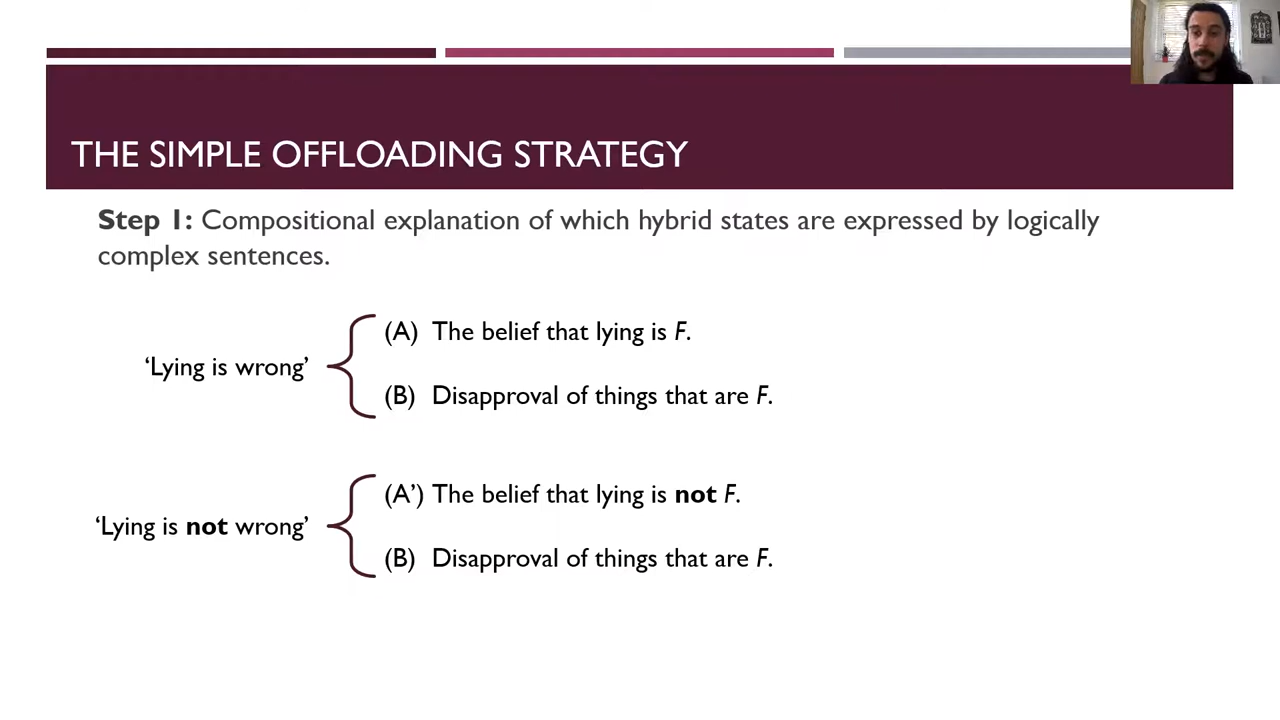 THE SIMPLE OFFLOADING STRATEGY
Step 1: Compositional explanation of which hybrid states are expressed by logically
complex sentences.
‘Lying is wrong’
(A) The belief that lying is F.
(B) Disapproval of things that are F.
‘Lying is not wrong’
(A’) The belief that lying is not F.
(B) Disapproval of things that are F.